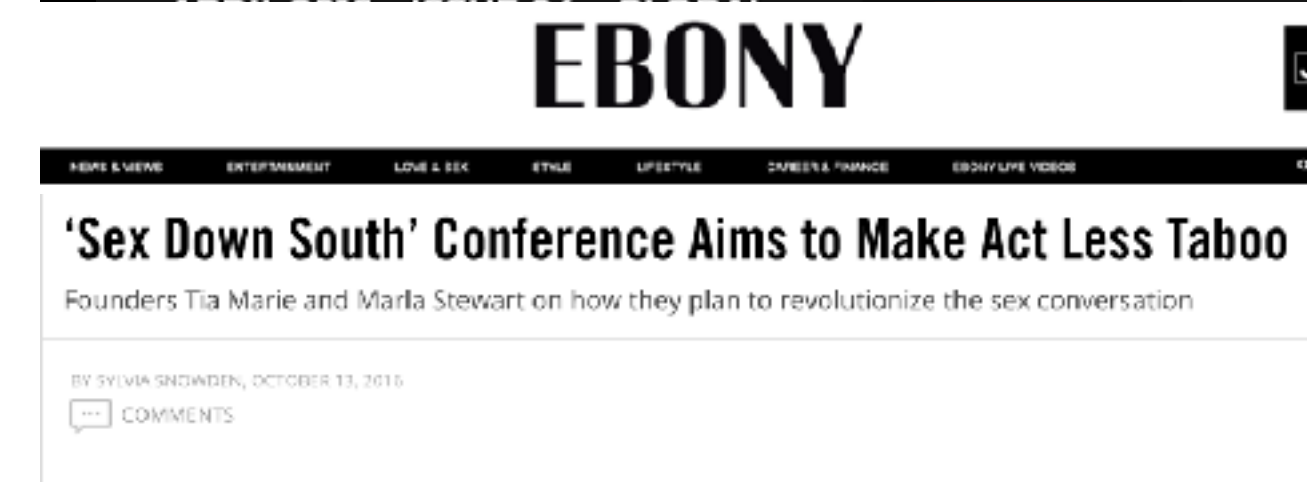 EBONY
NEWS & VIEWS ENTERTAINMENT LOVE & SEX STYLE LIFESTYLE CAREER & FINANCE EBONY LIVE VIDEOS
‘Sex Down South’ Conference Aims to Make Act Less Taboo
Founders Tia Marie and Marla Stewart on how they plan to revolutionize the sex conversation
BY SYLVIA SNOWDEN, OCTOBER 13, 2016
COMMENTS